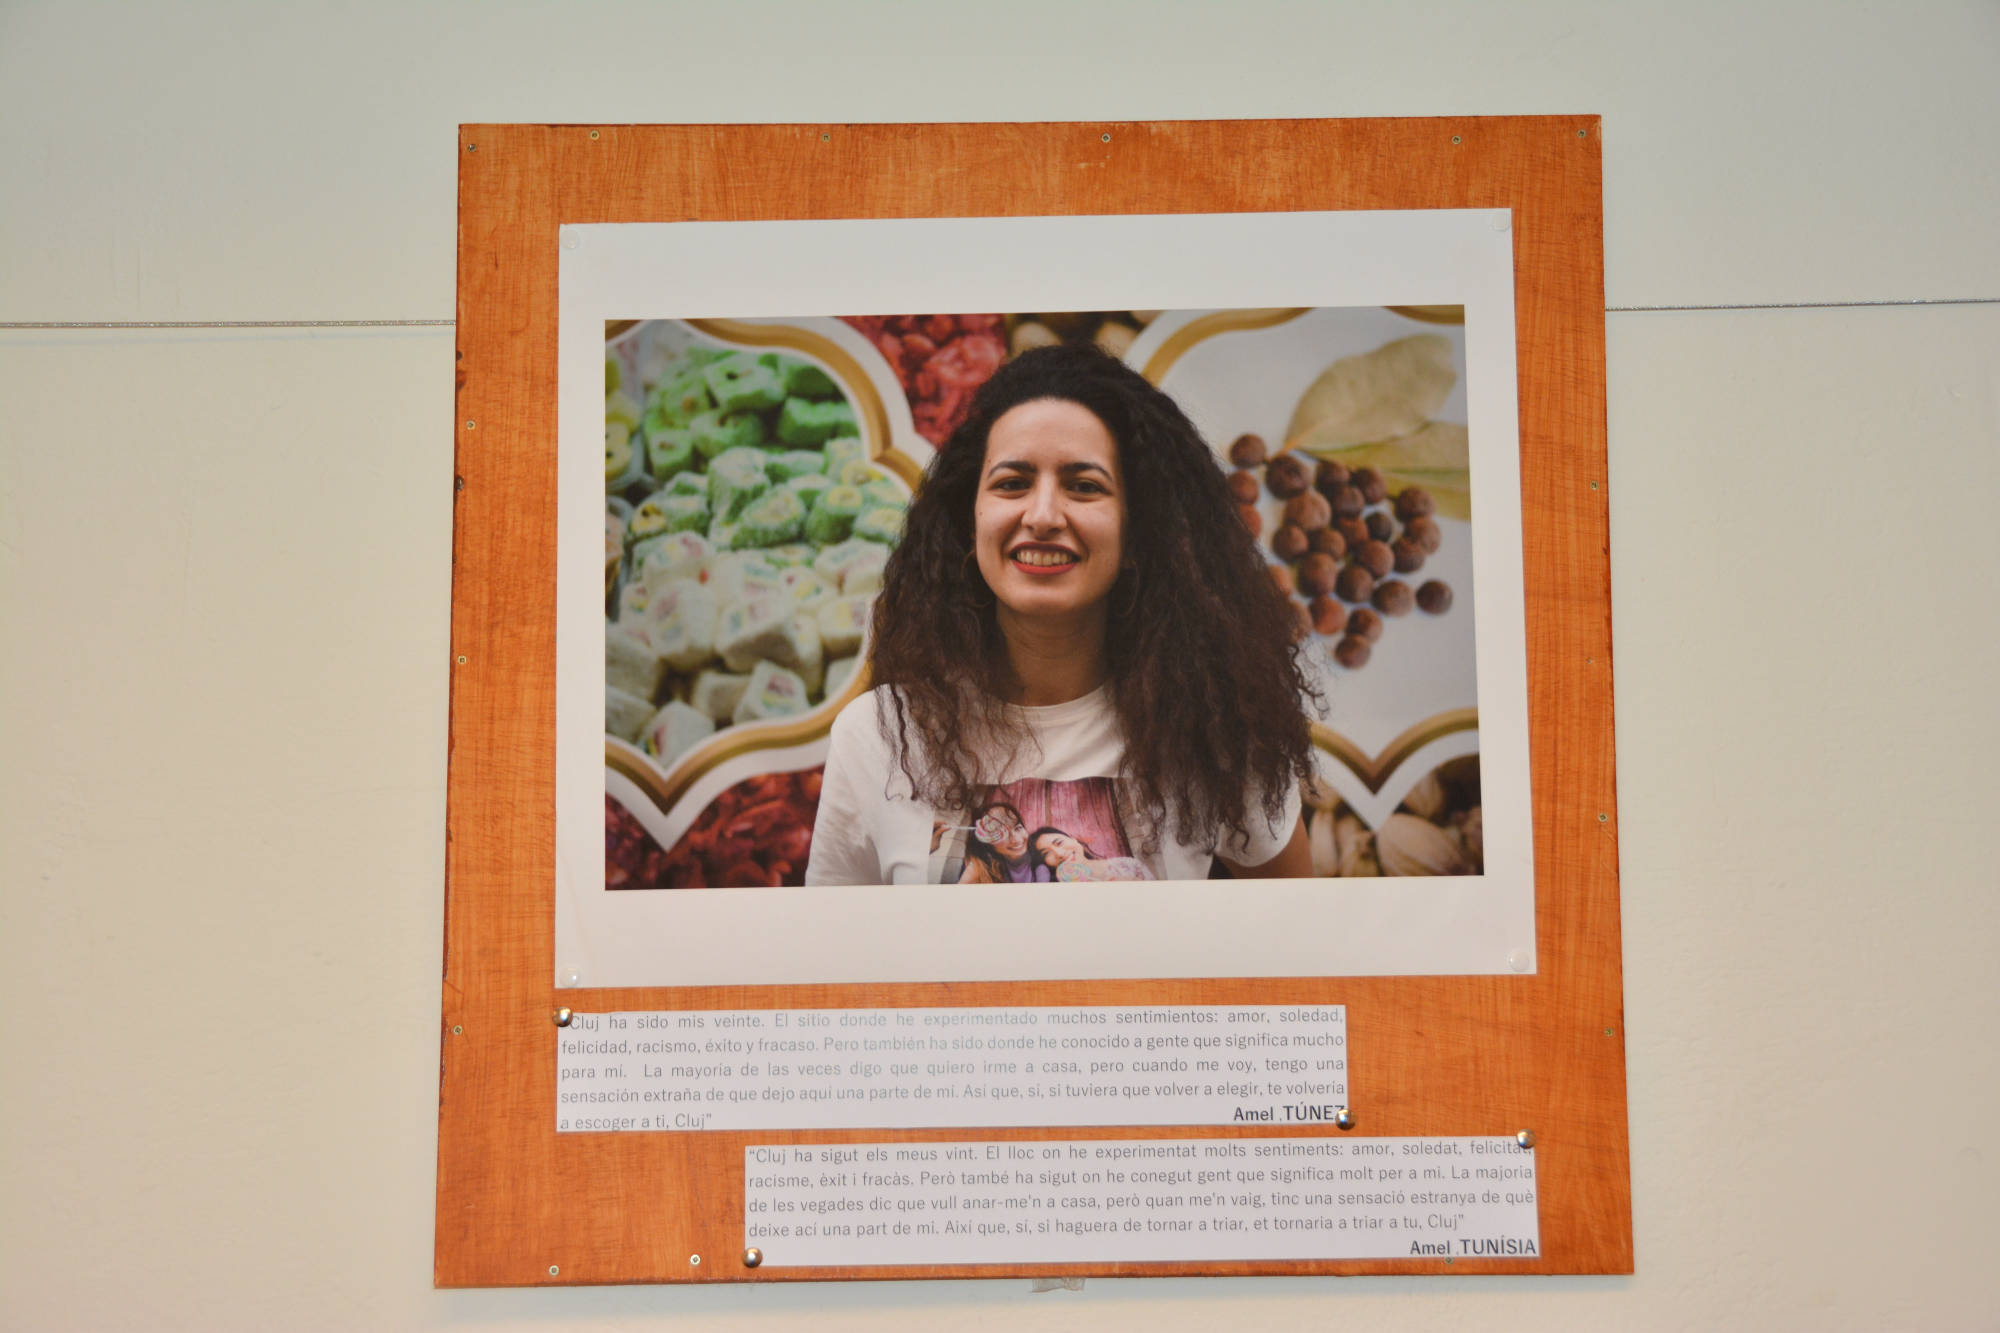 "Cluj ha sido mis veinte. El sitio donde he experimentado muchos sentimientos: amor, soledad,
felicidad, racismo, éxito y fracaso. Pero también ha sido donde he conocido a gente que significa mucho
para mí. La mayoría de las veces digo que quiero irme a casa, pero cuando me voy, tengo una
sensación extraña de que dejo aquí una parte de mí. Así que, sí, si tuviera que volver a elegir, te volvería
a escoger a ti, Cluj"
Amel ,TÚNEZ
"Cluj ha sigut els meus vint. El lloc on he experimentat molts sentiments: amor, soledat, felicitat,
racisme, èxit i fracàs. Però també ha sigut on he conegut gent que significa molt per a mi. La majoria
de les vegades dic que vull anar-me'n a casa, però quan me'n vaig, tinc una sensació estranya de què
deixe ací una part de mi. Així que, sí, si haguera de tornar a triar, et tornaria a triar a tu, Cluj"
Amel ,TUNÍSIA